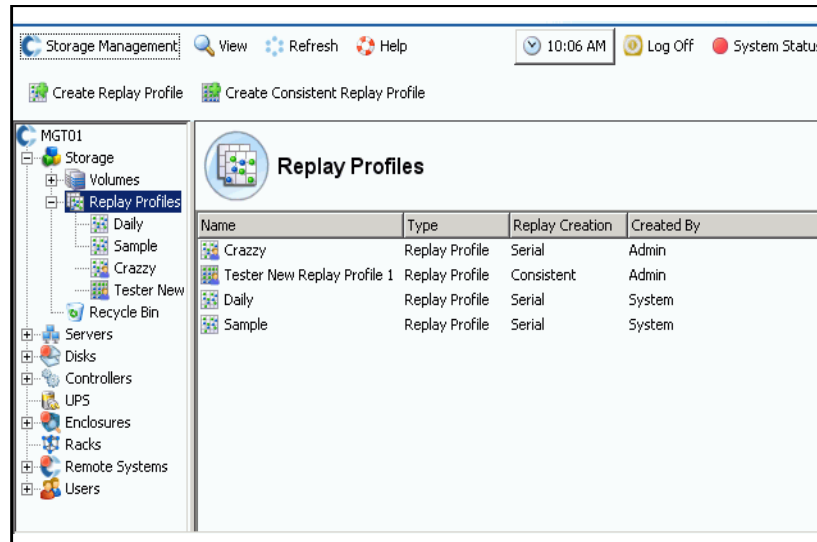 Storage Management View Refresh Help 10:06 AM Log Off System Status
Create Replay Profile Create Consistent Replay Profile
MGT01
Storage
Volumes
Replay Profiles
Daily
Sample
Crazzy
Tester New
Recycle Bin
Servers
Disks
Controllers
UPS
Enclosures
Racks
Remote Systems
Users
Replay Profiles
Name Type Replay Creation Created By
Crazzy Replay Profile Serial Admin
Tester New Replay Profile 1 Replay Profile Consistent Admin
Daily Replay Profile Serial System
Sample Replay Profile Serial System